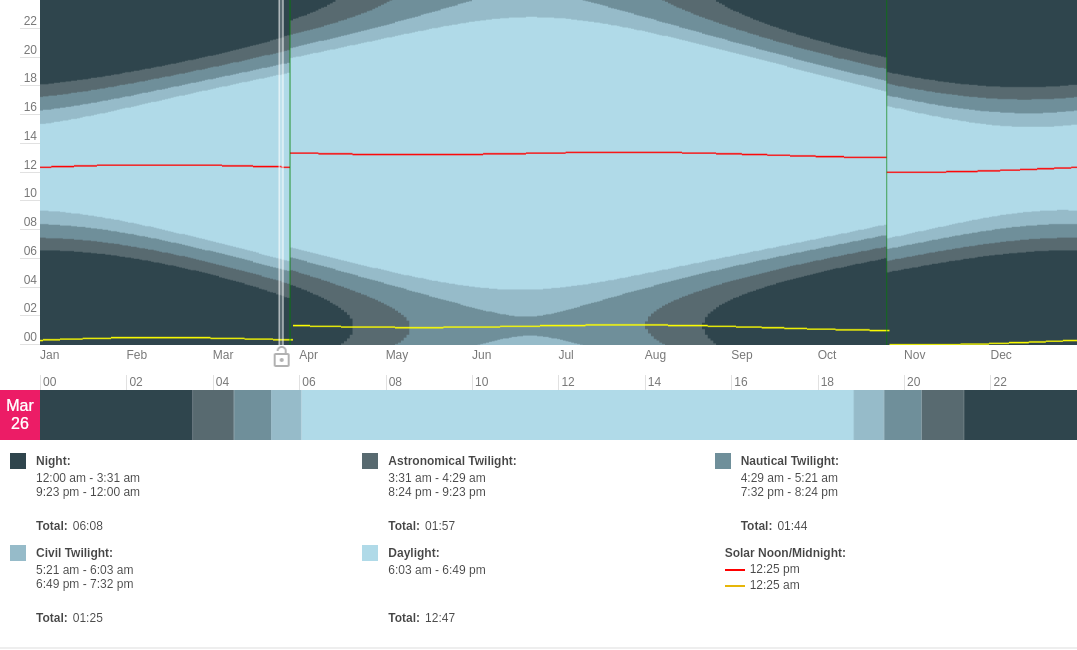 22
20
18
16
14
12
10
08
06
04
02
00
Jan Feb Mar Apr May Jun Jul Aug Sep Oct Nov Dec
00 02 04 06 08 10 12 14 16 18 20 22
Mar
26
Night:
12:00 am - 3:31 am
9:23 pm - 12:00 am
Total: 06:08
Astronomical Twilight:
3:31 am - 4:29 am
8:24 pm - 9:23 pm
Total: 01:57
Nautical Twilight:
4:29 am - 5:21 am
7:32 pm - 8:24 pm
Total: 01:44
Civil Twilight:
5:21 am - 6:03 am
6:49 pm - 7:32 pm
Total: 01:25
Daylight:
6:03 am - 6:49 pm
Total: 12:47
Solar Noon/Midnight:
12:25 pm
12:25 am